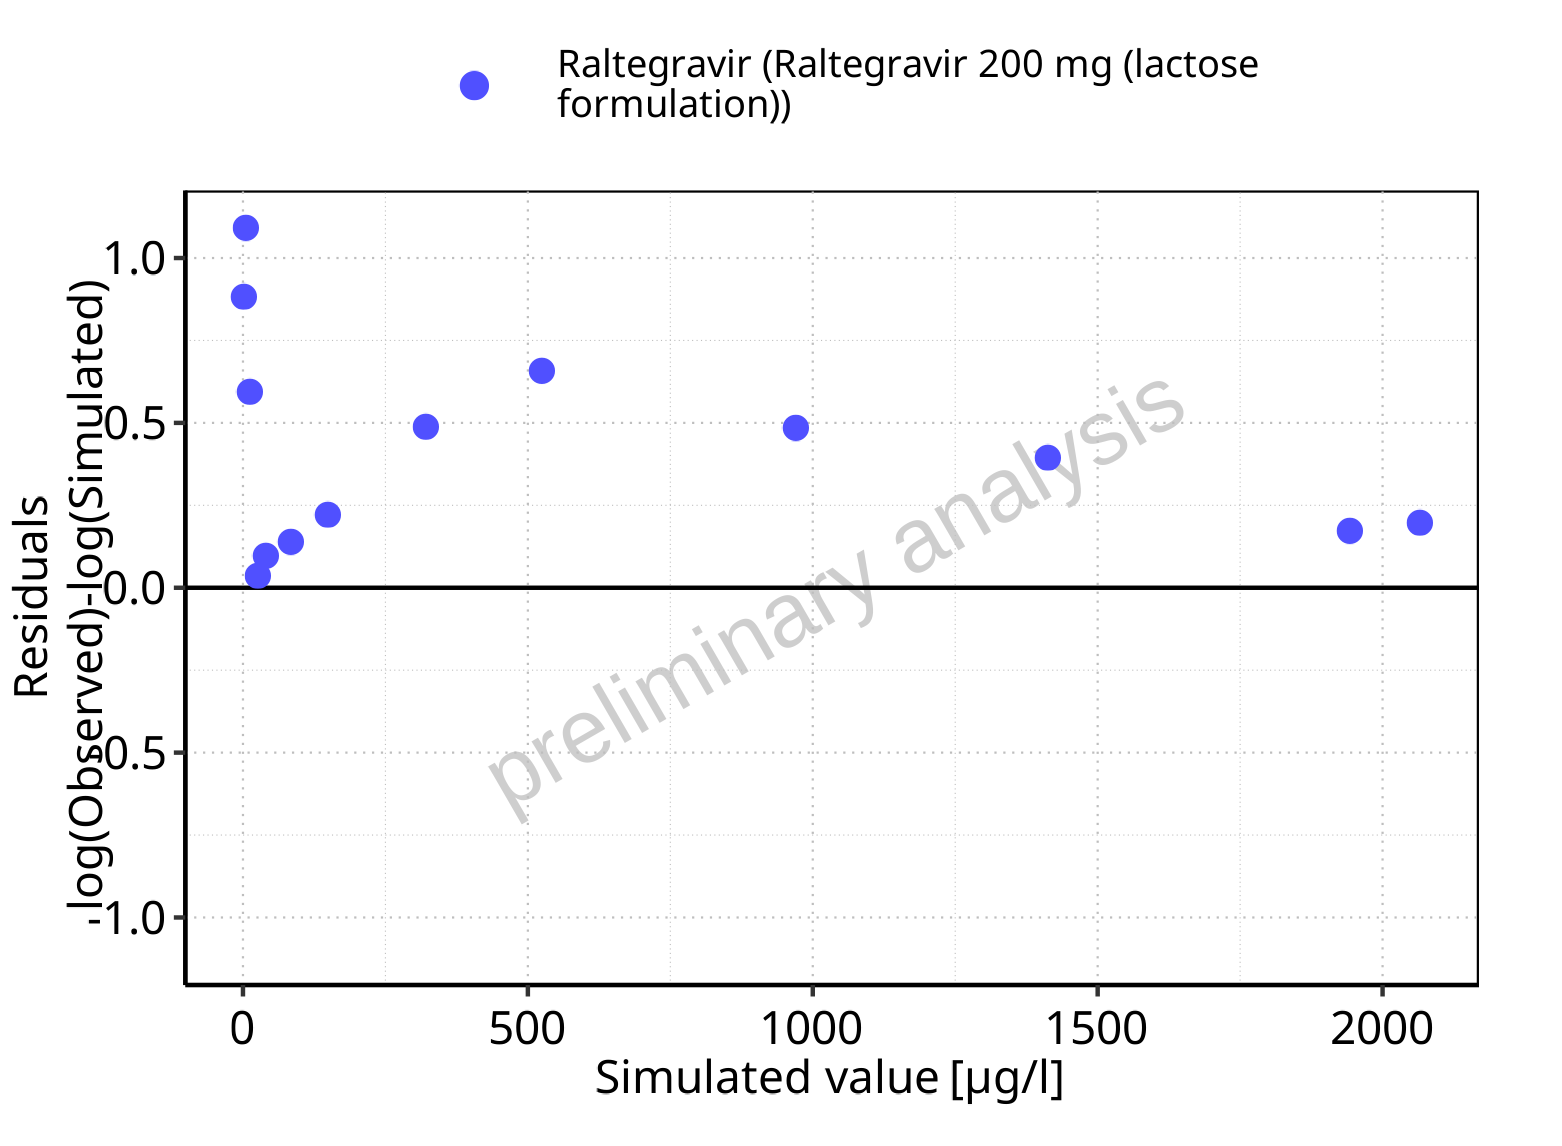 Raltegravir (Raltegravir 200 mg (lactose
formulation))
Residuals
log(Observed)-log(Simulated)
1.0
0.5
0.0
-0.5
-1.0
preliminary analysis
0 500 1000 1500 2000
Simulated value [µg/l]